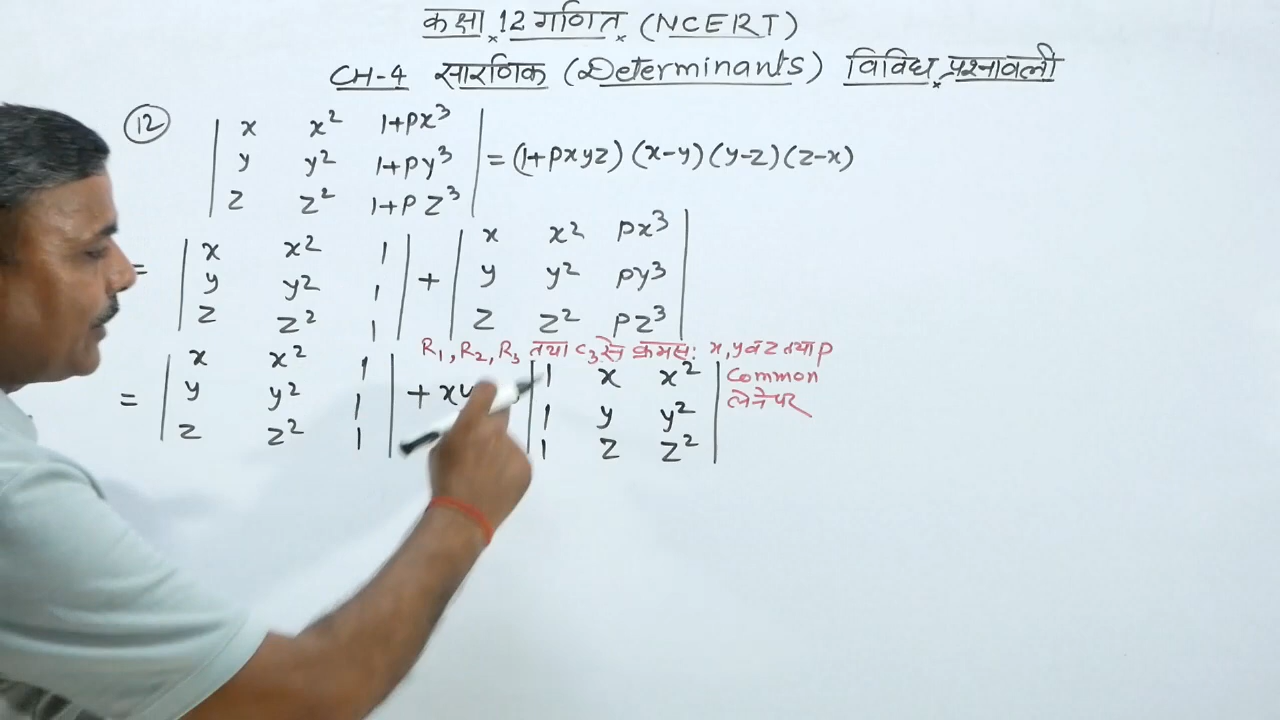 कक्षा 12 गणित (NCERT)
CH-4 सारणिक (Determinants) विविध प्रश्नावली
12
| x x² 1+px³ |
| y y² 1+py³ | = (1+pxyz) (x-y) (y-z) (z-x)
| z z² 1+pz³ |
| x x² 1 | | x x² px³ |
= | y y² 1 | + | y y² py³ |
| z z² 1 | | z z² pz³ |
R₁, R₂, R₃ तथा C₃ से क्रमस: x, y व z तथा p
common
लेने पर
| x x² 1 | | 1 x x² |
= | y y² 1 | + xy | 1 y y² |
| z z² 1 | | 1 z z² |